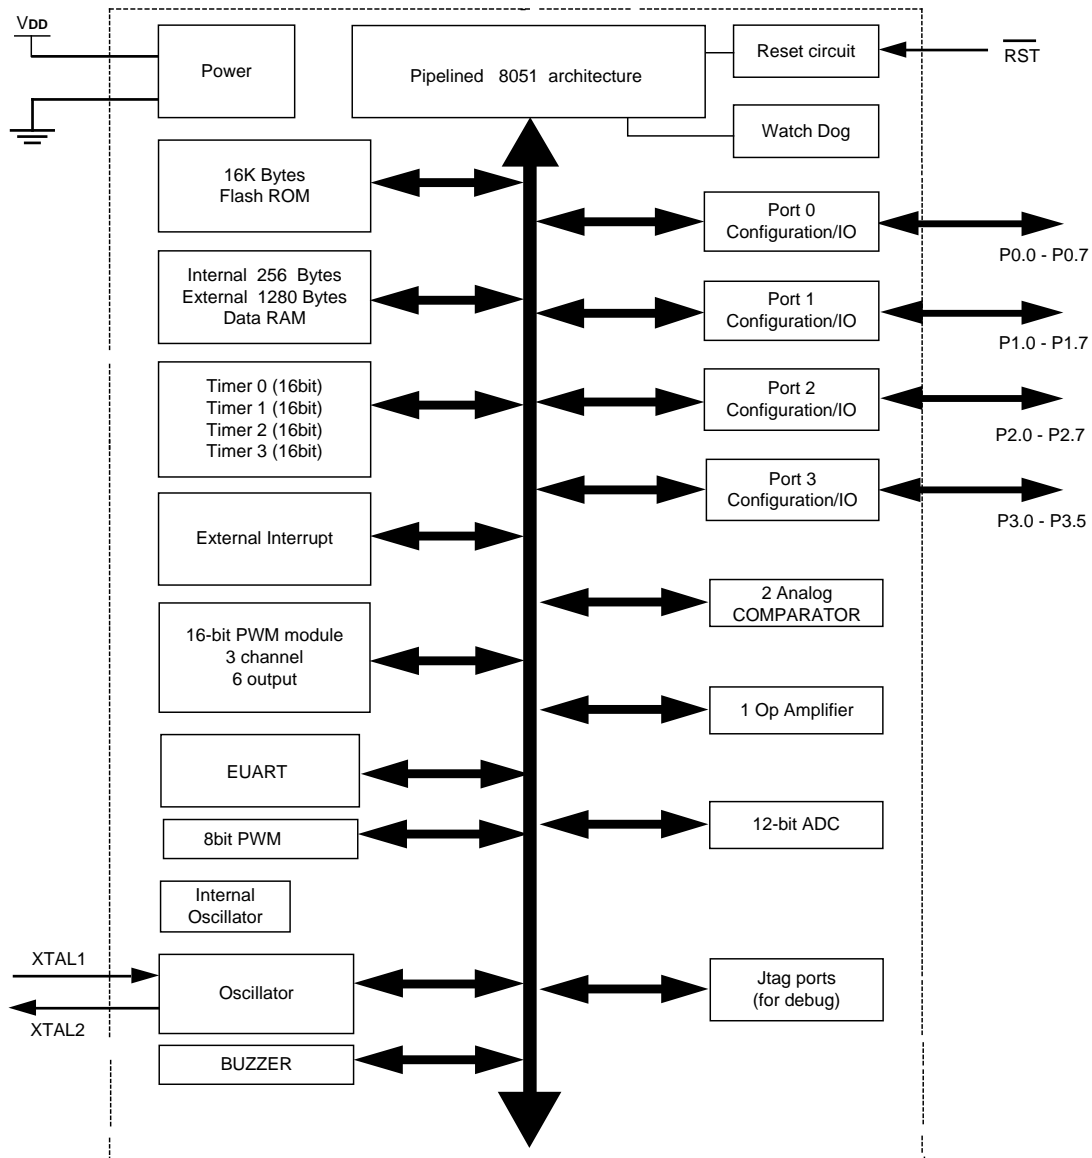 VDD
Power
Pipelined 8051 architecture
Reset circuit
RST
Watch Dog
16K Bytes
Flash ROM
Port 0
Configuration/IO
P0.0 - P0.7
Internal 256 Bytes
External 1280 Bytes
Data RAM
Port 1
Configuration/IO
P1.0 - P1.7
Timer 0 (16bit)
Timer 1 (16bit)
Timer 2 (16bit)
Timer 3 (16bit)
Port 2
Configuration/IO
P2.0 - P2.7
Port 3
Configuration/IO
P3.0 - P3.5
External Interrupt
2 Analog
COMPARATOR
16-bit PWM module
3 channel
6 output
1 Op Amplifier
EUART
12-bit ADC
8bit PWM
Internal
Oscillator
XTAL1
Oscillator
XTAL2
Jtag ports
(for debug)
BUZZER